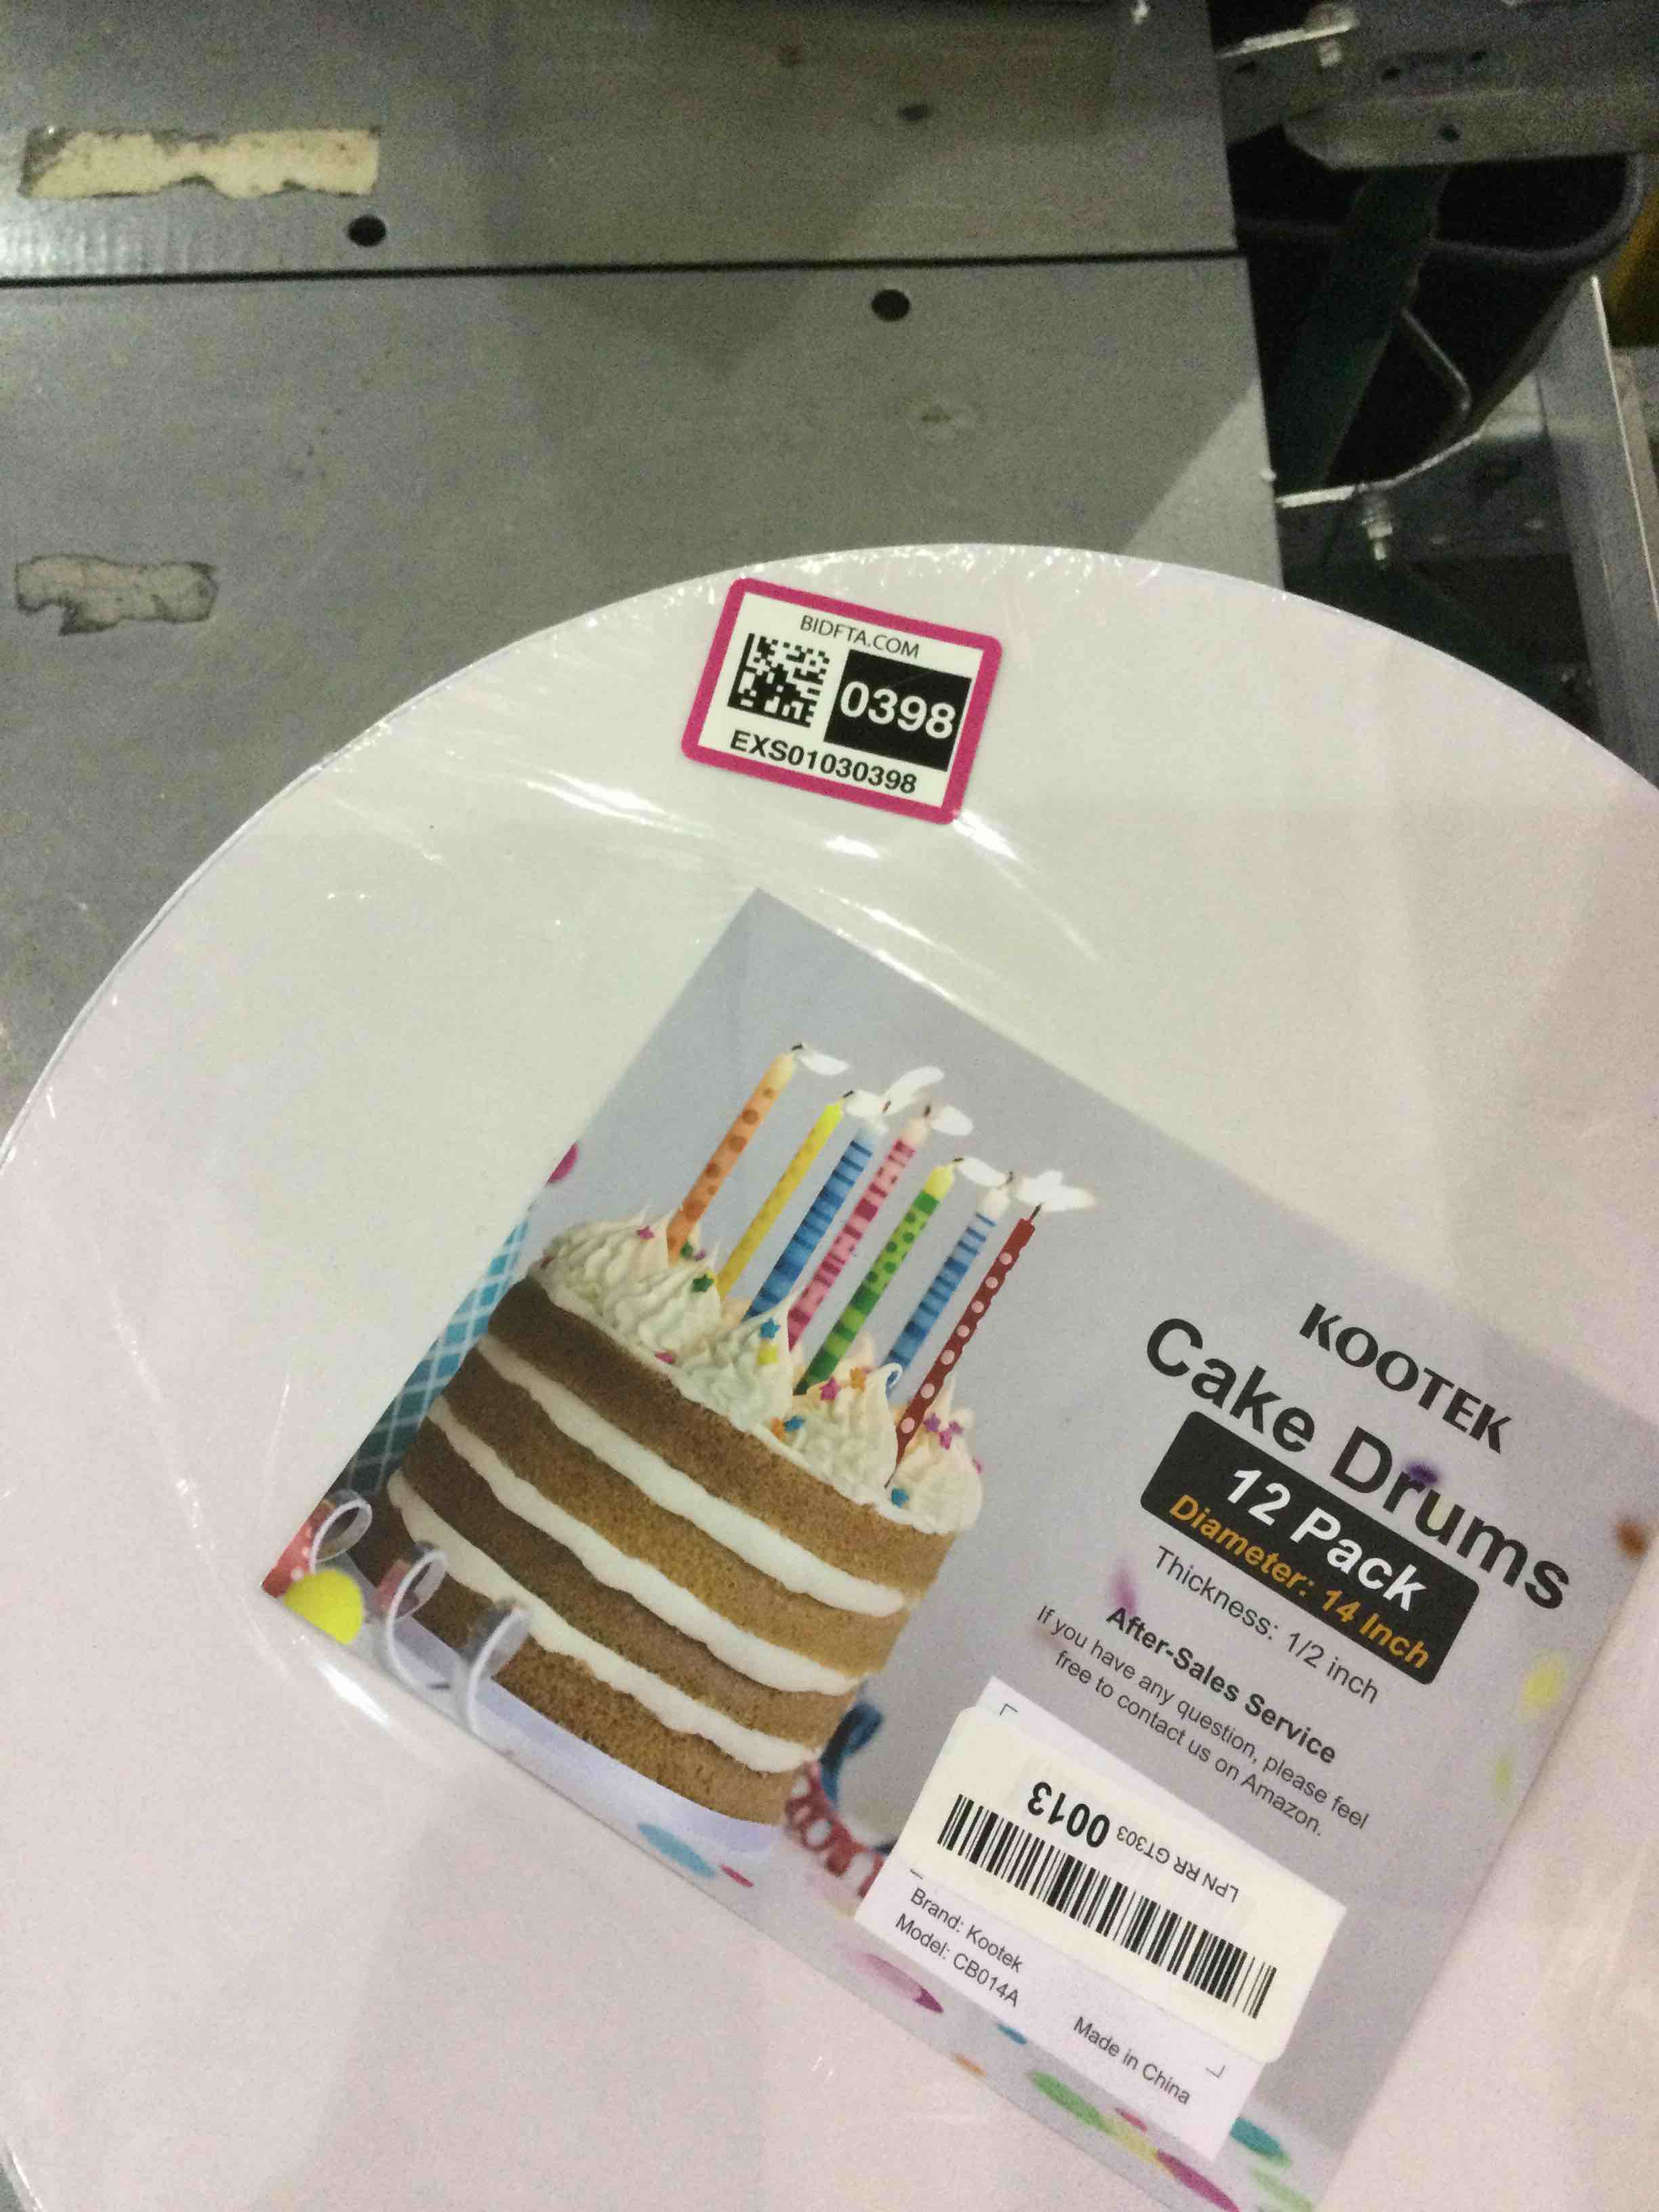 BIDFTA.COM
0398
EXS01030398
KOOTEK
Cake Drums
12 Pack
Diameter: 14 Inch
Thickness: 1/2 inch
After-Sales Service
If you have any question, please feel
free to contact us on Amazon.
LPN RR GT303 0013
Brand: Kootek
Model: CB014A
Made in China